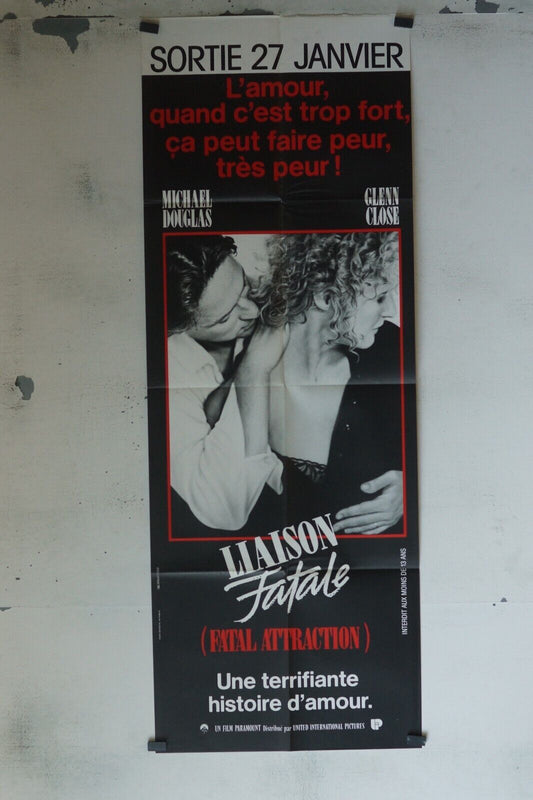 SORTIE 27 JANVIER
L'amour,
quand c'est trop fort,
ça peut faire peur,
très peur !
MICHAEL
DOUGLAS
GLENN
CLOSE
LIAISON
Fatale
(FATAL ATTRACTION)
INTERDIT AUX MOINS DE 13 ANS
Une terrifiante
histoire d'amour.
UN FILM PARAMOUNT Distribué par UNITED INTERNATIONAL PICTURES